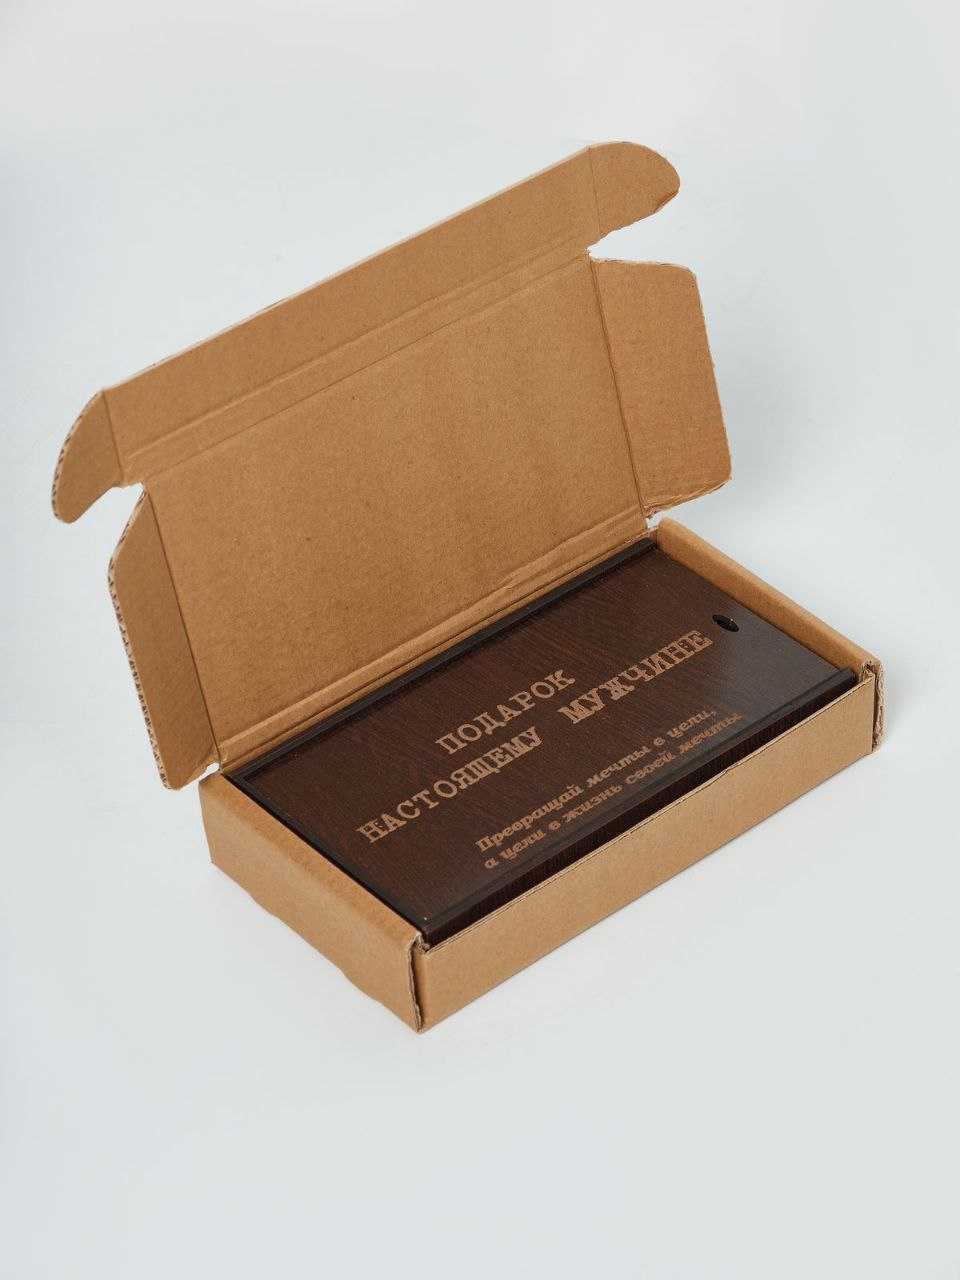 ПОДАРОК
НАСТОЯЩЕМУ МУЖЧИНЕ
Превращай мечты в цели,
а цели в жизнь своей мечты.